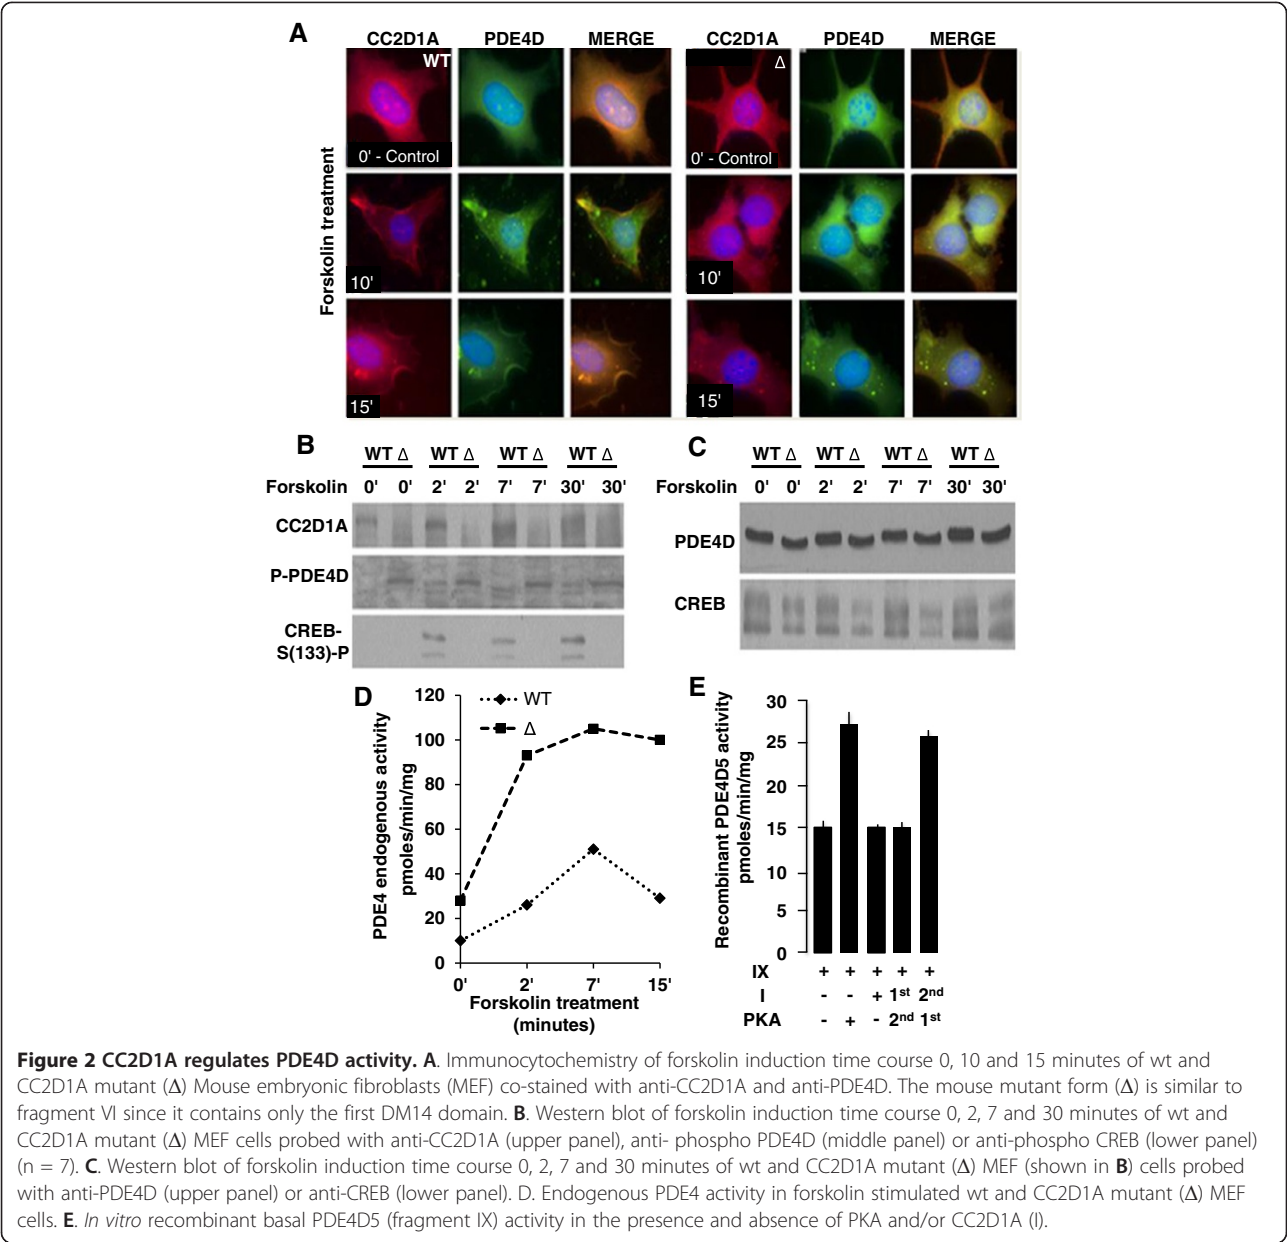 A
CC2D1A PDE4D MERGE CC2D1A PDE4D MERGE
WT Δ
0' - Control 0' - Control
Forskolin treatment
10' 10'
15' 15'
B
WT Δ WT Δ WT Δ WT Δ
Forskolin 0' 0' 2' 2' 7' 7' 30' 30'
CC2D1A
P-PDE4D
CREB-
S(133)-P
C
WT Δ WT Δ WT Δ WT Δ
Forskolin 0' 0' 2' 2' 7' 7' 30' 30'
PDE4D
CREB
D
PDE4 endogenous activity
pmoles/min/mg
120
100
80
60
40
20
0
WT
Δ
0' 2' 7' 15'
Forskolin treatment
(minutes)
E
Recombinant PDE4D5 activity
pmoles/min/mg
30
25
20
15
10
5
0
IX + + + + +
I - - + 1st 2nd
PKA - + - 2nd 1st
Figure 2 CC2D1A regulates PDE4D activity. A. Immunocytochemistry of forskolin induction time course 0, 10 and 15 minutes of wt and
CC2D1A mutant (Δ) Mouse embryonic fibroblasts (MEF) co-stained with anti-CC2D1A and anti-PDE4D. The mouse mutant form (Δ) is similar to
fragment VI since it contains only the first DM14 domain. B. Western blot of forskolin induction time course 0, 2, 7 and 30 minutes of wt and
CC2D1A mutant (Δ) MEF cells probed with anti-CC2D1A (upper panel), anti- phospho PDE4D (middle panel) or anti-phospho CREB (lower panel)
(n = 7). C. Western blot of forskolin induction time course 0, 2, 7 and 30 minutes of wt and CC2D1A mutant (Δ) MEF (shown in B) cells probed
with anti-PDE4D (upper panel) or anti-CREB (lower panel). D. Endogenous PDE4 activity in forskolin stimulated wt and CC2D1A mutant (Δ) MEF
cells. E. In vitro recombinant basal PDE4D5 (fragment IX) activity in the presence and absence of PKA and/or CC2D1A (I).